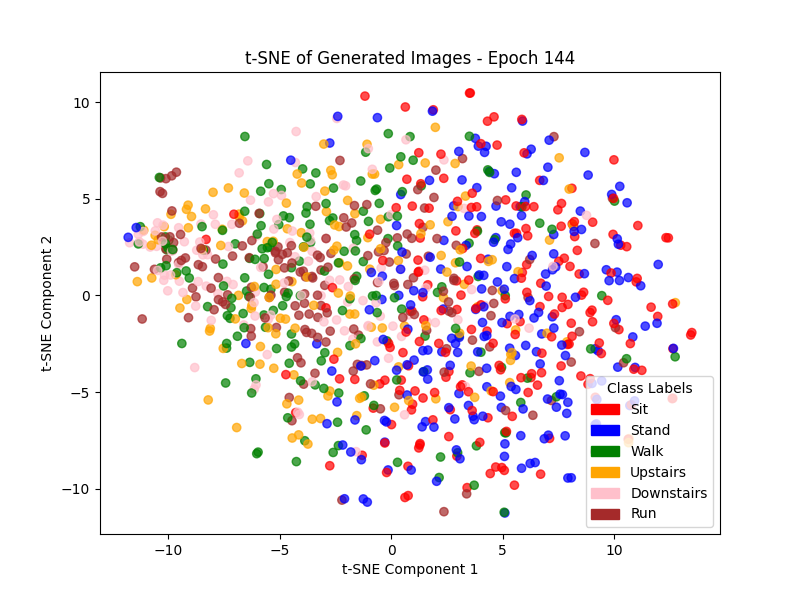 t-SNE of Generated Images - Epoch 144
10
5
0
−5
−10
t-SNE Component 2
−10
−5
0
5
10
t-SNE Component 1
Class Labels
Sit
Stand
Walk
Upstairs
Downstairs
Run